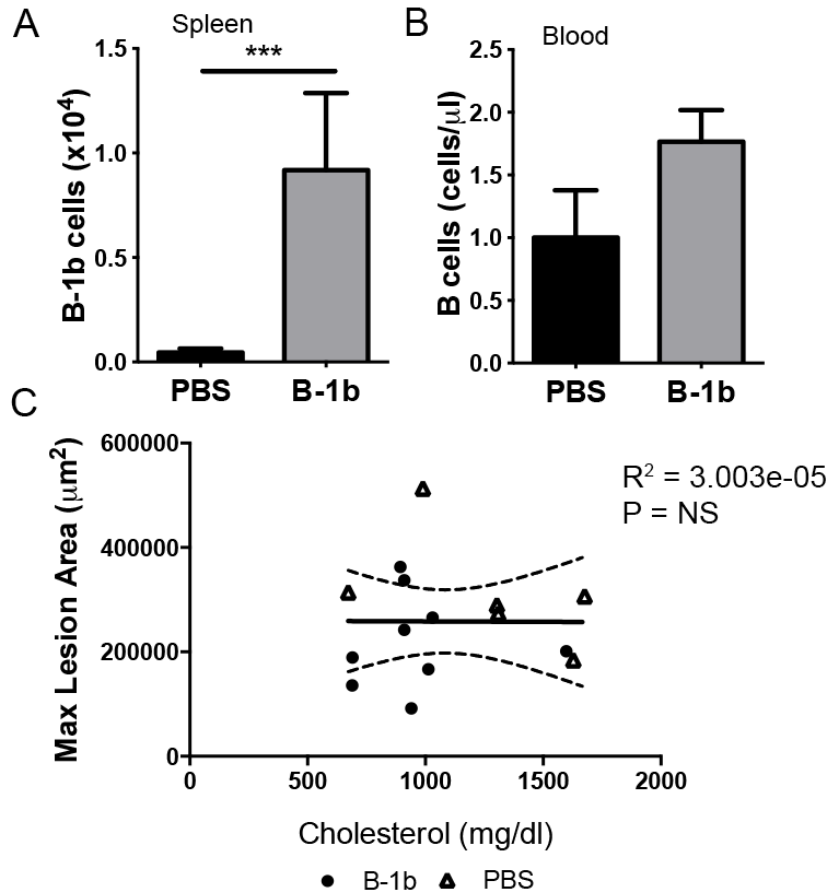 A
Spleen
***
B-1b cells (x10⁴)
1.5
1.0
0.5
0.0
PBS B-1b
B
Blood
B cells (cells/μl)
2.5
2.0
1.5
1.0
0.5
0.0
PBS B-1b
C
Max Lesion Area (μm²)
600000
400000
200000
0
R² = 3.003e-05
P = NS
0 500 1000 1500 2000
Cholesterol (mg/dl)
B-1b PBS